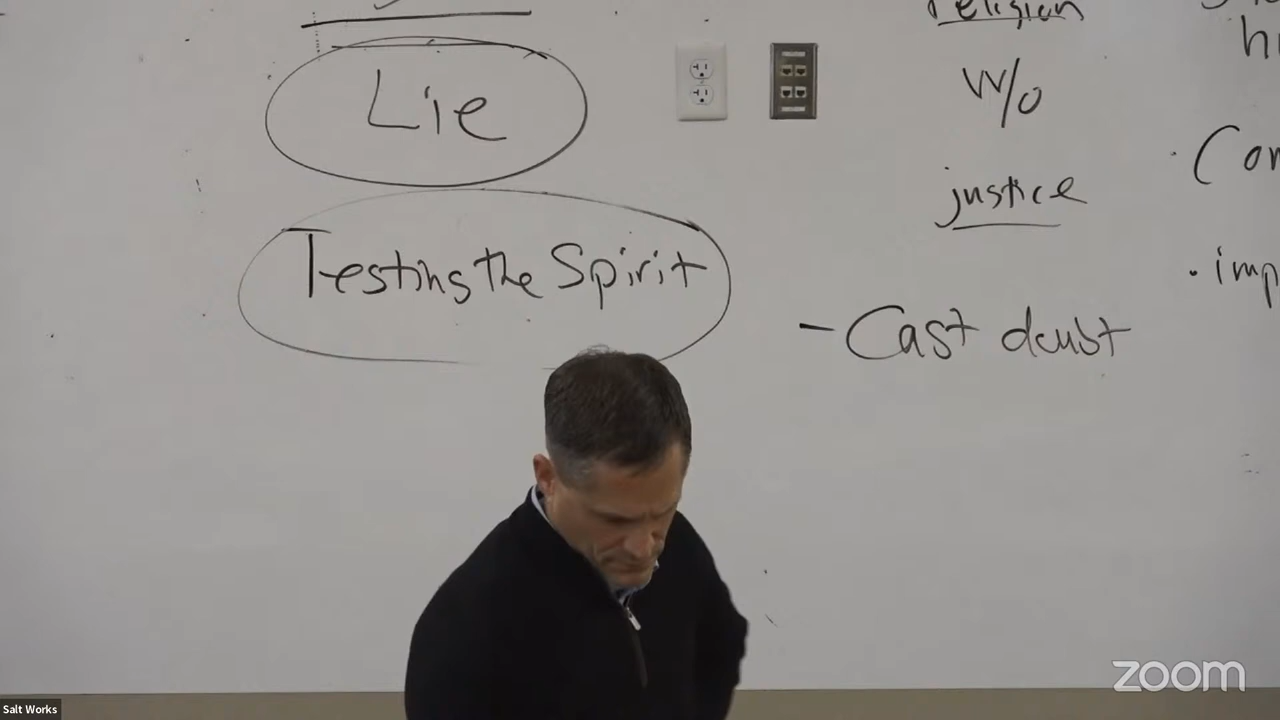 Lie
Testing the Spirit
religion
W/o
justice
- Cast doubt
zoom
Salt Works